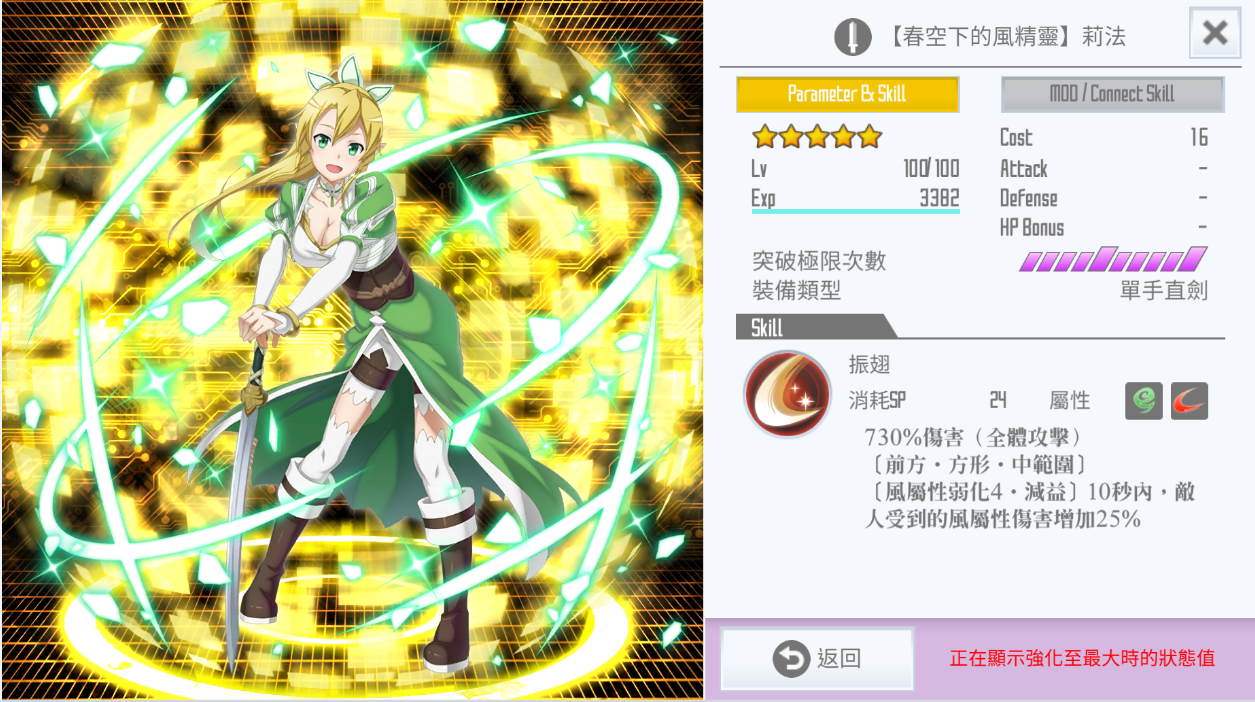 【春空下的風精靈】莉法
Parameter & Skill
MOD / Connect Skill
Lv 100/100
Exp 3382
Cost 16
Attack -
Defense -
HP Bonus -
突破極限次數
裝備類型 單手直劍
Skill
振翅
消耗SP 24 屬性
730%傷害（全體攻擊）
〔前方・方形・中範圍〕
〔風屬性弱化4・減益〕10秒內，敵
人受到的風屬性傷害增加25%
返回
正在顯示強化至最大時的狀態值